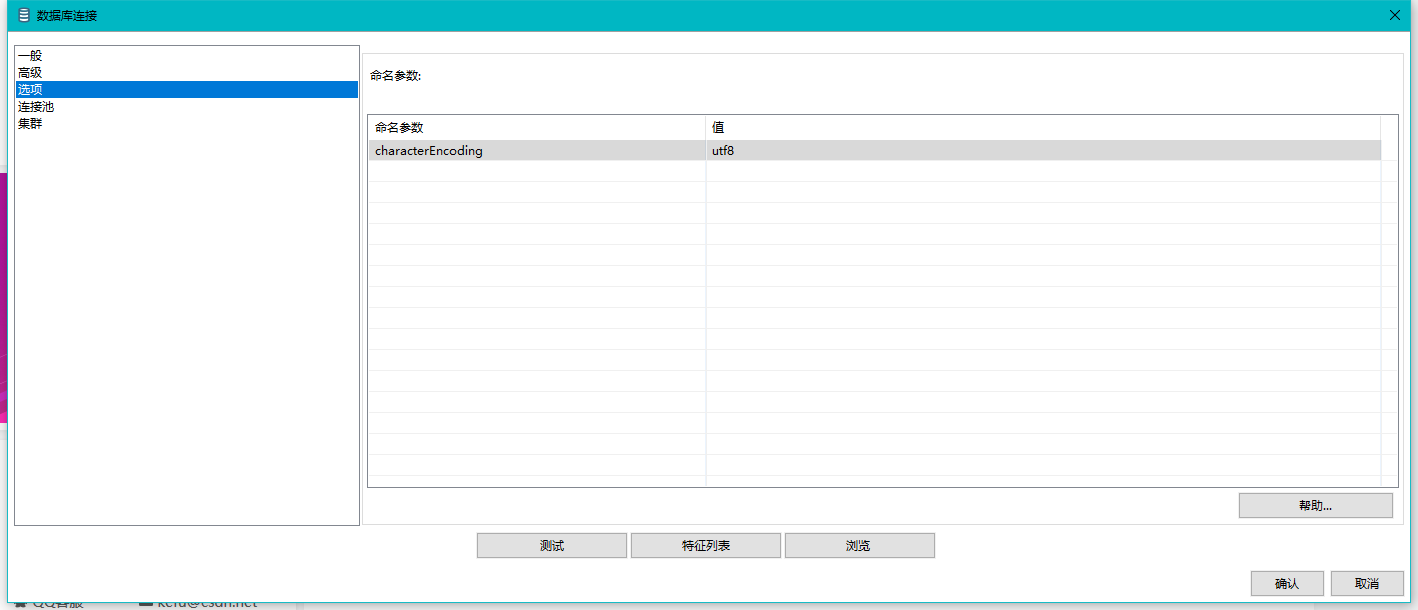 数据库连接
一般
高级
选项
连接池
集群
命名参数:
命名参数 值
characterEncoding utf8
帮助...
测试 特征列表 浏览
确认 取消